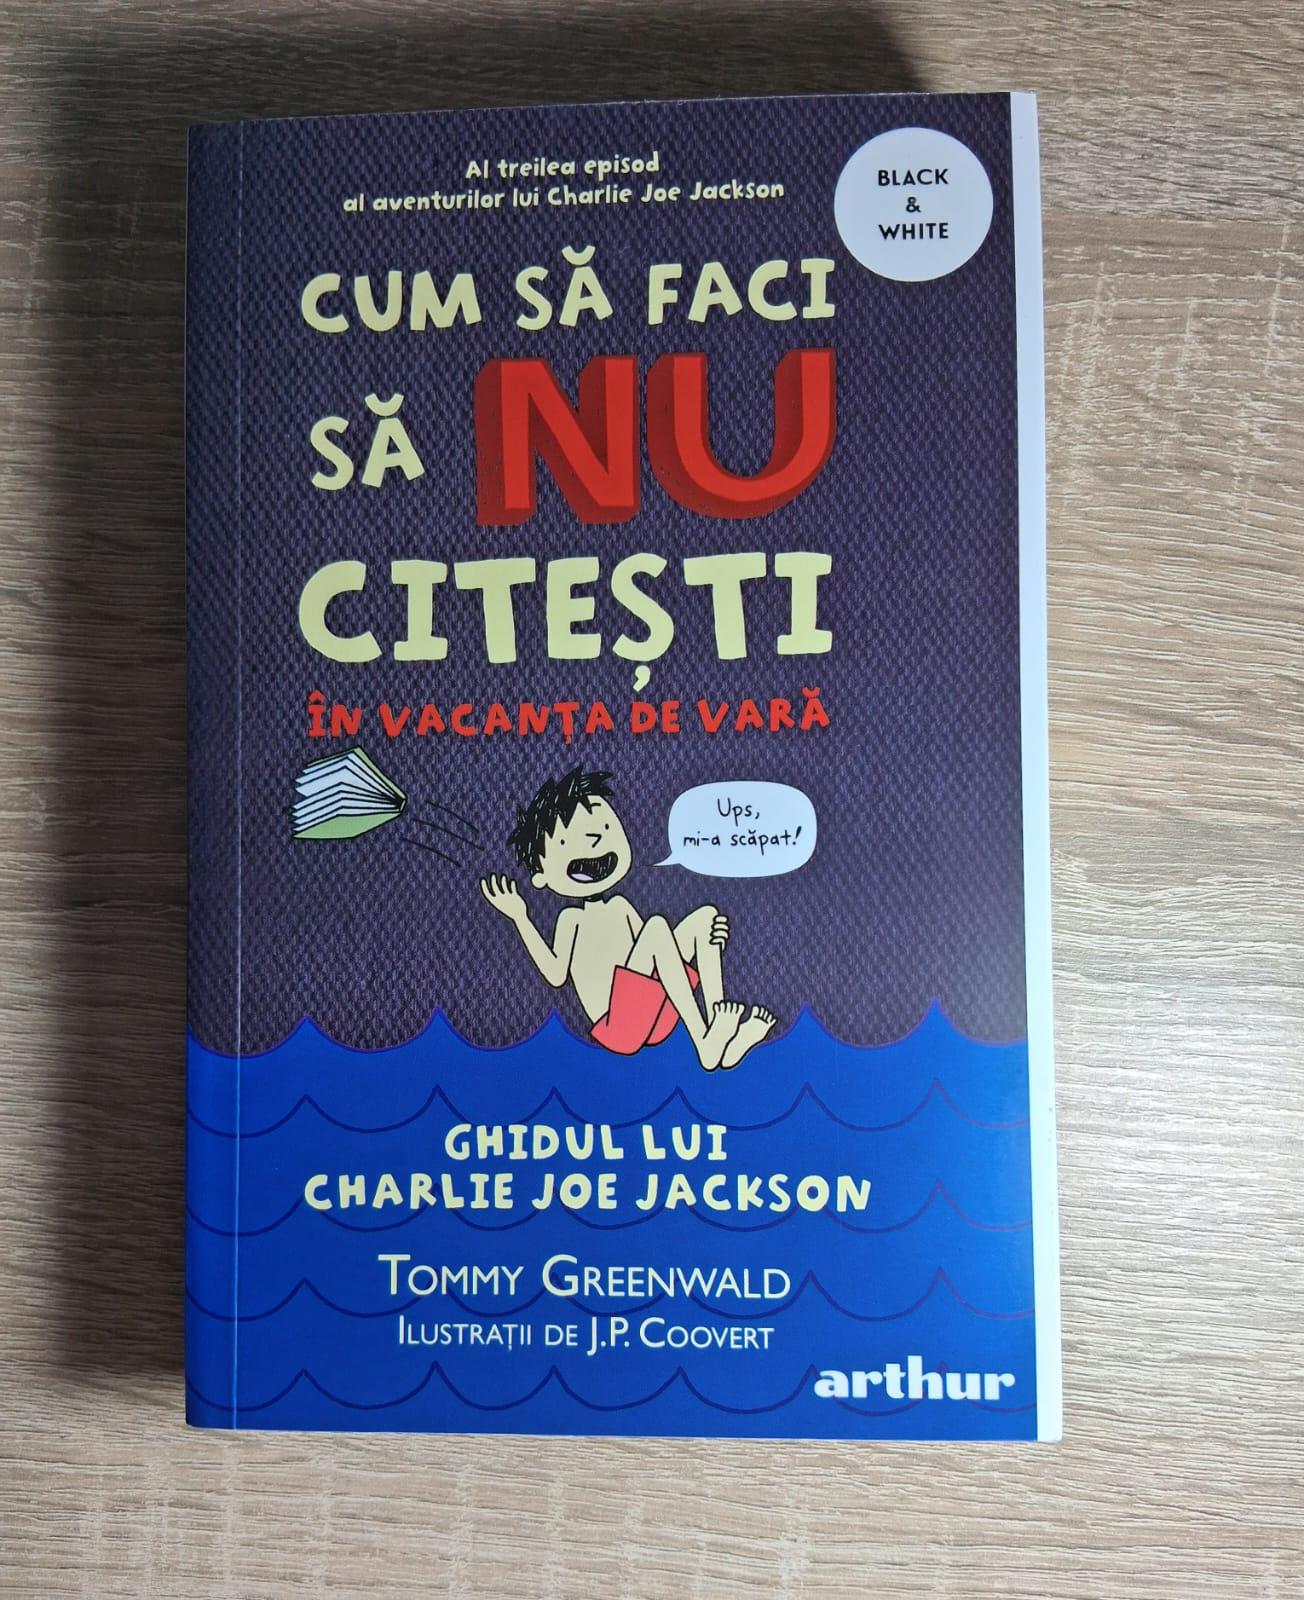 Al treilea episod
al aventurilor lui Charlie Joe Jackson
BLACK
&
WHITE
CUM SĂ FACI
SĂ NU
CITEȘTI
ÎN VACANȚA DE VARĂ
Ups,
mi-a scăpat!
GHIDUL LUI
CHARLIE JOE JACKSON
TOMMY GREENWALD
ILUSTRAȚII DE J.P. COOVERT
arthur